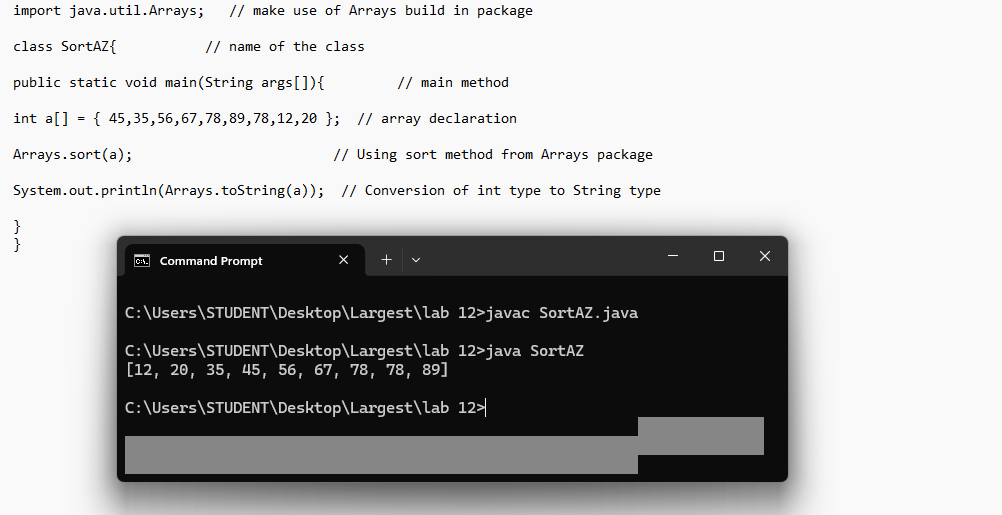 import java.util.Arrays;   // make use of Arrays build in package
class SortAZ{           // name of the class
public static void main(String args[]){         // main method
int a[] = { 45,35,56,67,78,89,78,12,20 };  // array declaration
Arrays.sort(a);                         // Using sort method from Arrays package
System.out.println(Arrays.toString(a));  // Conversion of int type to String type
}
}
Command Prompt
C:\Users\STUDENT\Desktop\Largest\lab 12>javac SortAZ.java
C:\Users\STUDENT\Desktop\Largest\lab 12>java SortAZ
[12, 20, 35, 45, 56, 67, 78, 78, 89]
C:\Users\STUDENT\Desktop\Largest\lab 12>